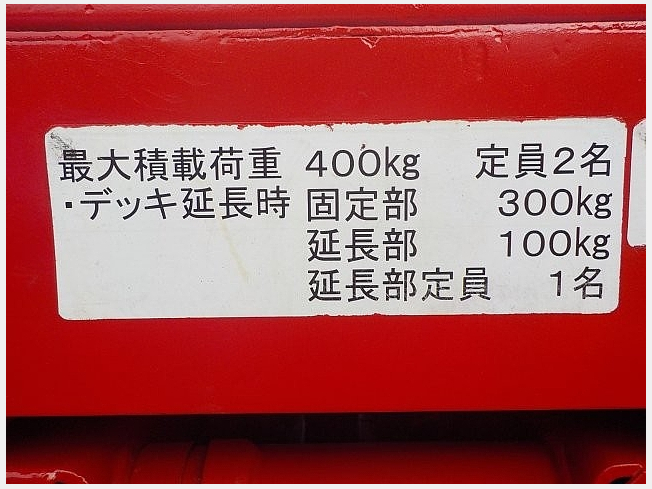 最大積載荷重 400kg 定員2名
・デッキ延長時 固定部 300kg
延長部 100kg
延長部定員 1名